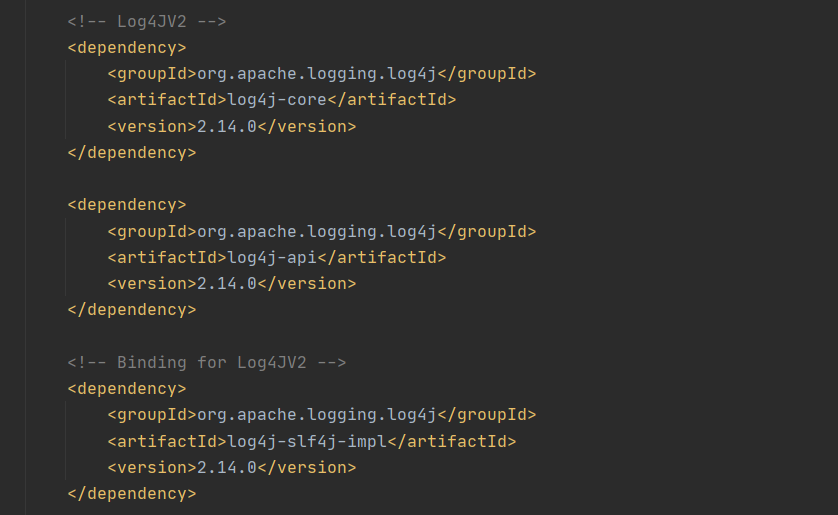 <!-- Log4JV2 -->
<dependency>
<groupId>org.apache.logging.log4j</groupId>
<artifactId>log4j-core</artifactId>
<version>2.14.0</version>
</dependency>
<dependency>
<groupId>org.apache.logging.log4j</groupId>
<artifactId>log4j-api</artifactId>
<version>2.14.0</version>
</dependency>
<!-- Binding for Log4JV2 -->
<dependency>
<groupId>org.apache.logging.log4j</groupId>
<artifactId>log4j-slf4j-impl</artifactId>
<version>2.14.0</version>
</dependency>